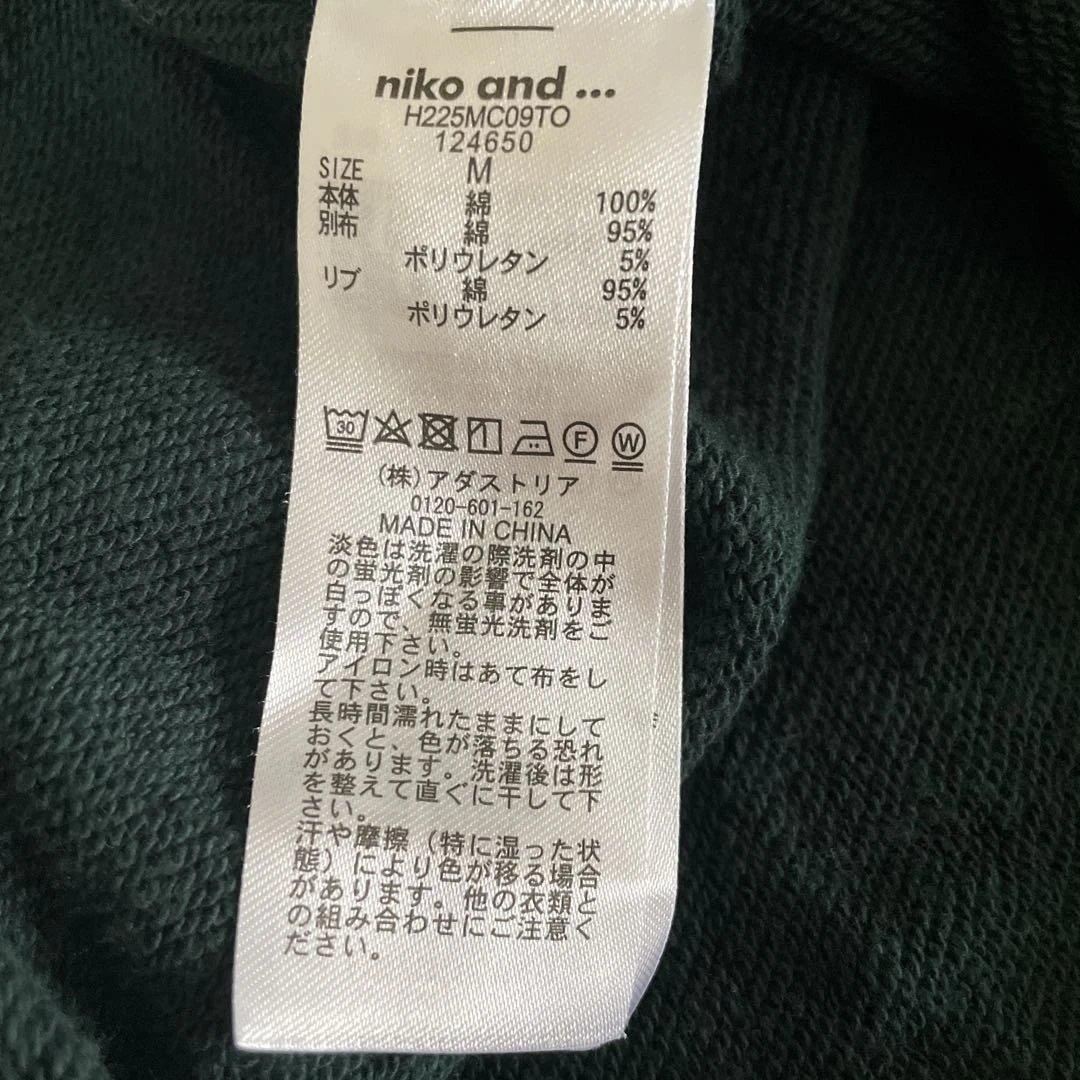 niko and ...
H225MC09TO
124650
SIZE M
本体 綿 100%
別布 綿 95%
ポリウレタン 5%
リブ 綿 95%
ポリウレタン 5%
30 F W
(株)アダストリア
0120-601-162
MADE IN CHINA
淡色は洗濯の際洗剤の中
の蛍光剤の影響で全体が
白っぽくなる事がありま
すので、無蛍光洗剤をご
使用下さい。
アイロン時はあて布をし
て下さい。
長時間濡れたままにして
おくと、色が落ちる恐れ
があります。洗濯後は形
を整えて直ぐに干して下
さい。
汗や摩擦(特に湿った状
態)により色が移る場合
があります。他の衣類と
の組み合わせにご注意く
ださい。